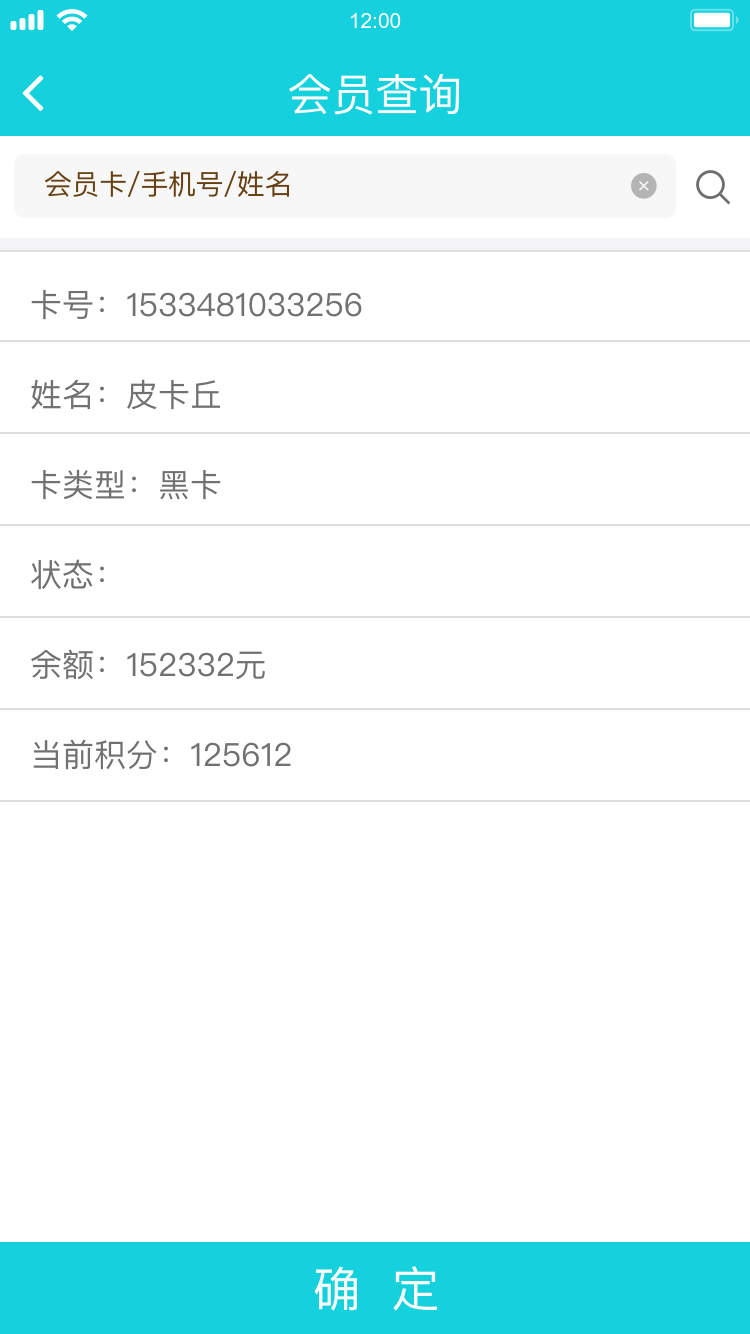 12:00
会员查询
会员卡/手机号/姓名
卡号：1533481033256
姓名：皮卡丘
卡类型：黑卡
状态：
余额：152332元
当前积分：125612
确 定